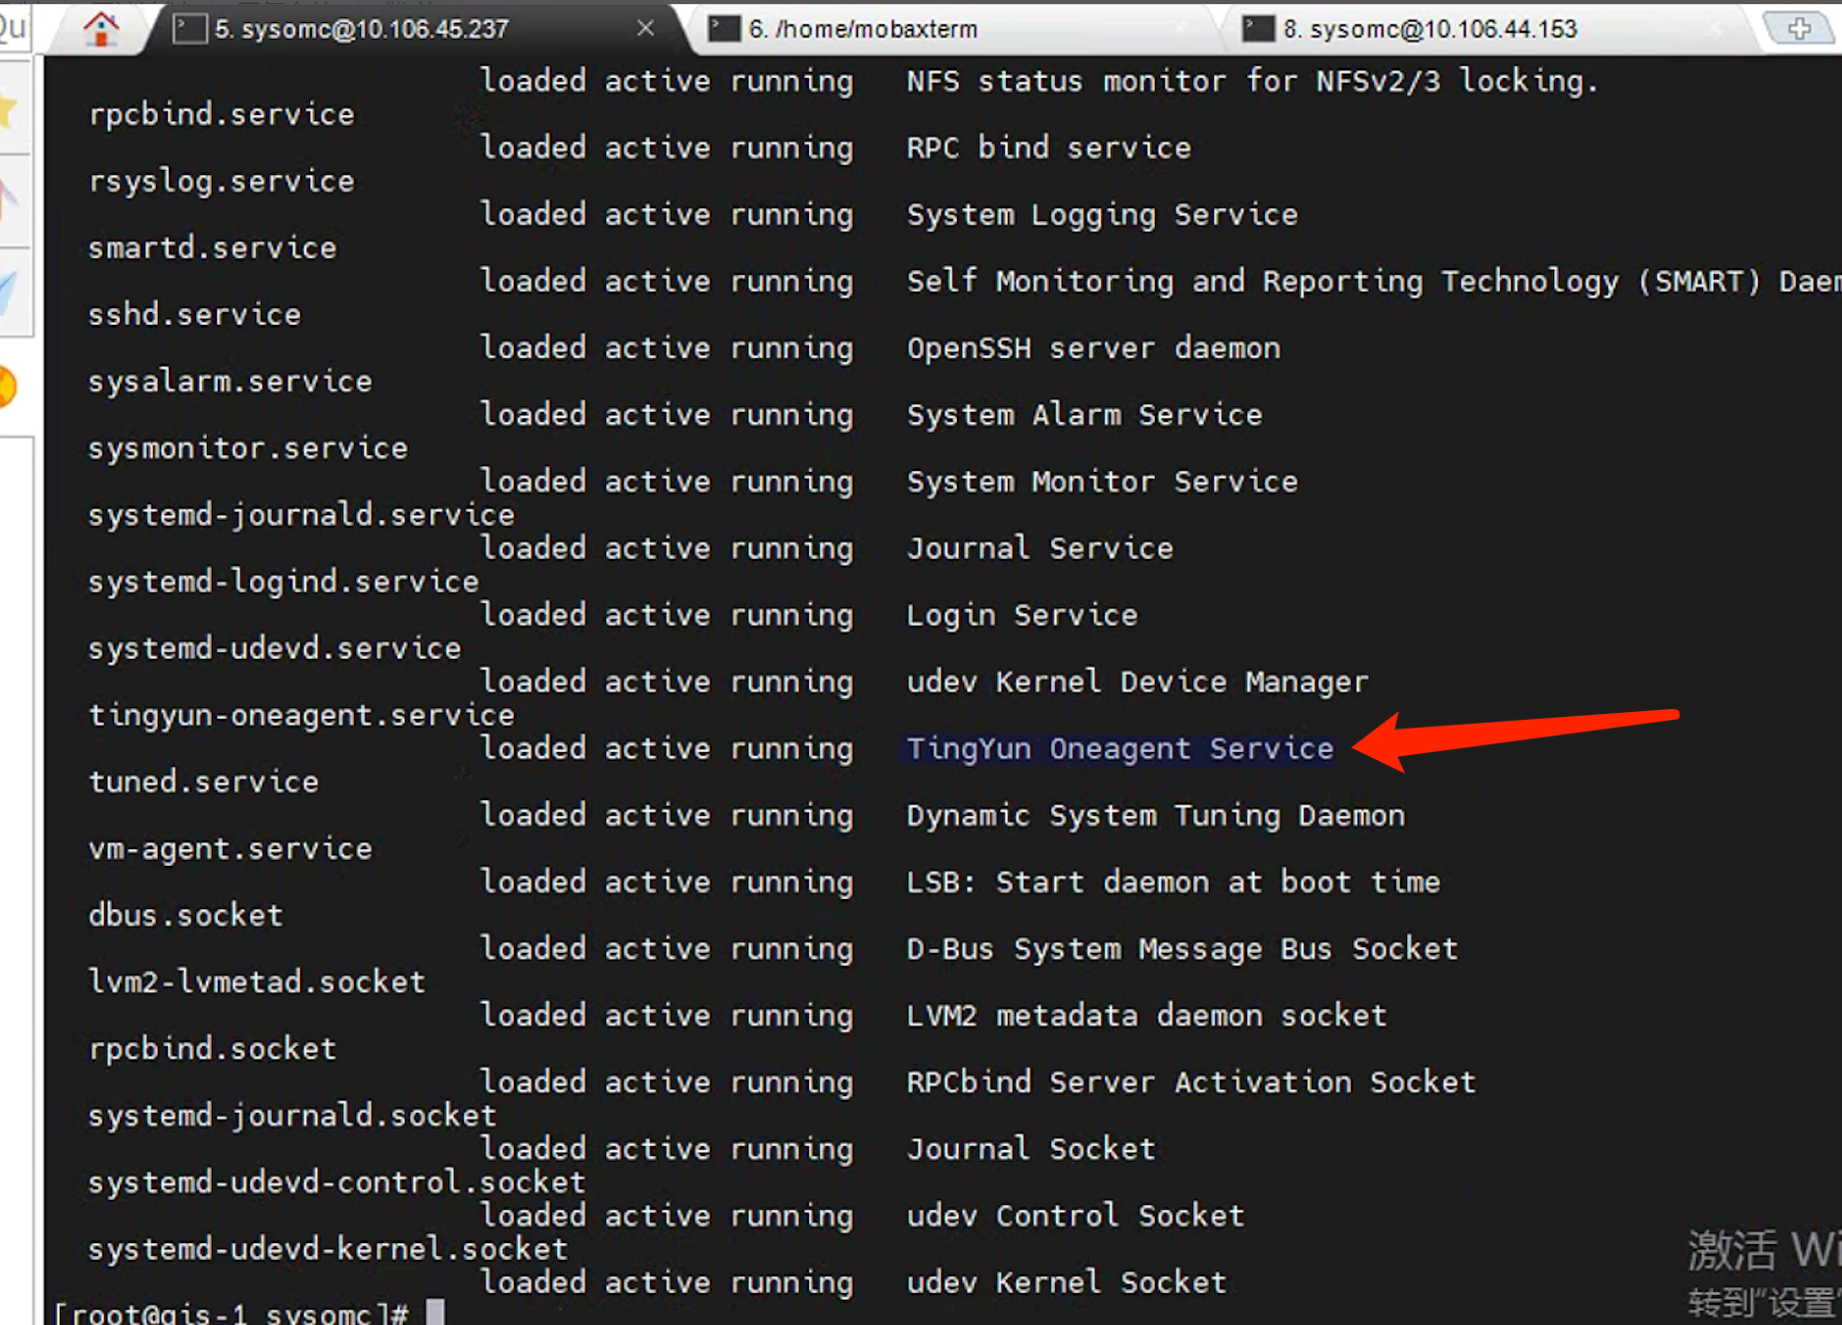 Qu
5. sysomc@10.106.45.237
6. /home/mobaxterm
8. sysomc@10.106.44.153
loaded active running NFS status monitor for NFSv2/3 locking.
rpcbind.service
loaded active running RPC bind service
rsyslog.service
loaded active running System Logging Service
smartd.service
loaded active running Self Monitoring and Reporting Technology (SMART) Daem
sshd.service
loaded active running OpenSSH server daemon
sysalarm.service
loaded active running System Alarm Service
sysmonitor.service
loaded active running System Monitor Service
systemd-journald.service
loaded active running Journal Service
systemd-logind.service
loaded active running Login Service
systemd-udevd.service
loaded active running udev Kernel Device Manager
tingyun-oneagent.service
loaded active running TingYun Oneagent Service
tuned.service
loaded active running Dynamic System Tuning Daemon
vm-agent.service
loaded active running LSB: Start daemon at boot time
dbus.socket
loaded active running D-Bus System Message Bus Socket
lvm2-lvmetad.socket
loaded active running LVM2 metadata daemon socket
rpcbind.socket
loaded active running RPCbind Server Activation Socket
systemd-journald.socket
loaded active running Journal Socket
systemd-udevd-control.socket
loaded active running udev Control Socket
systemd-udevd-kernel.socket
loaded active running udev Kernel Socket
[root@gis-1 sysomc]#
激活 Wi
转到"设置"